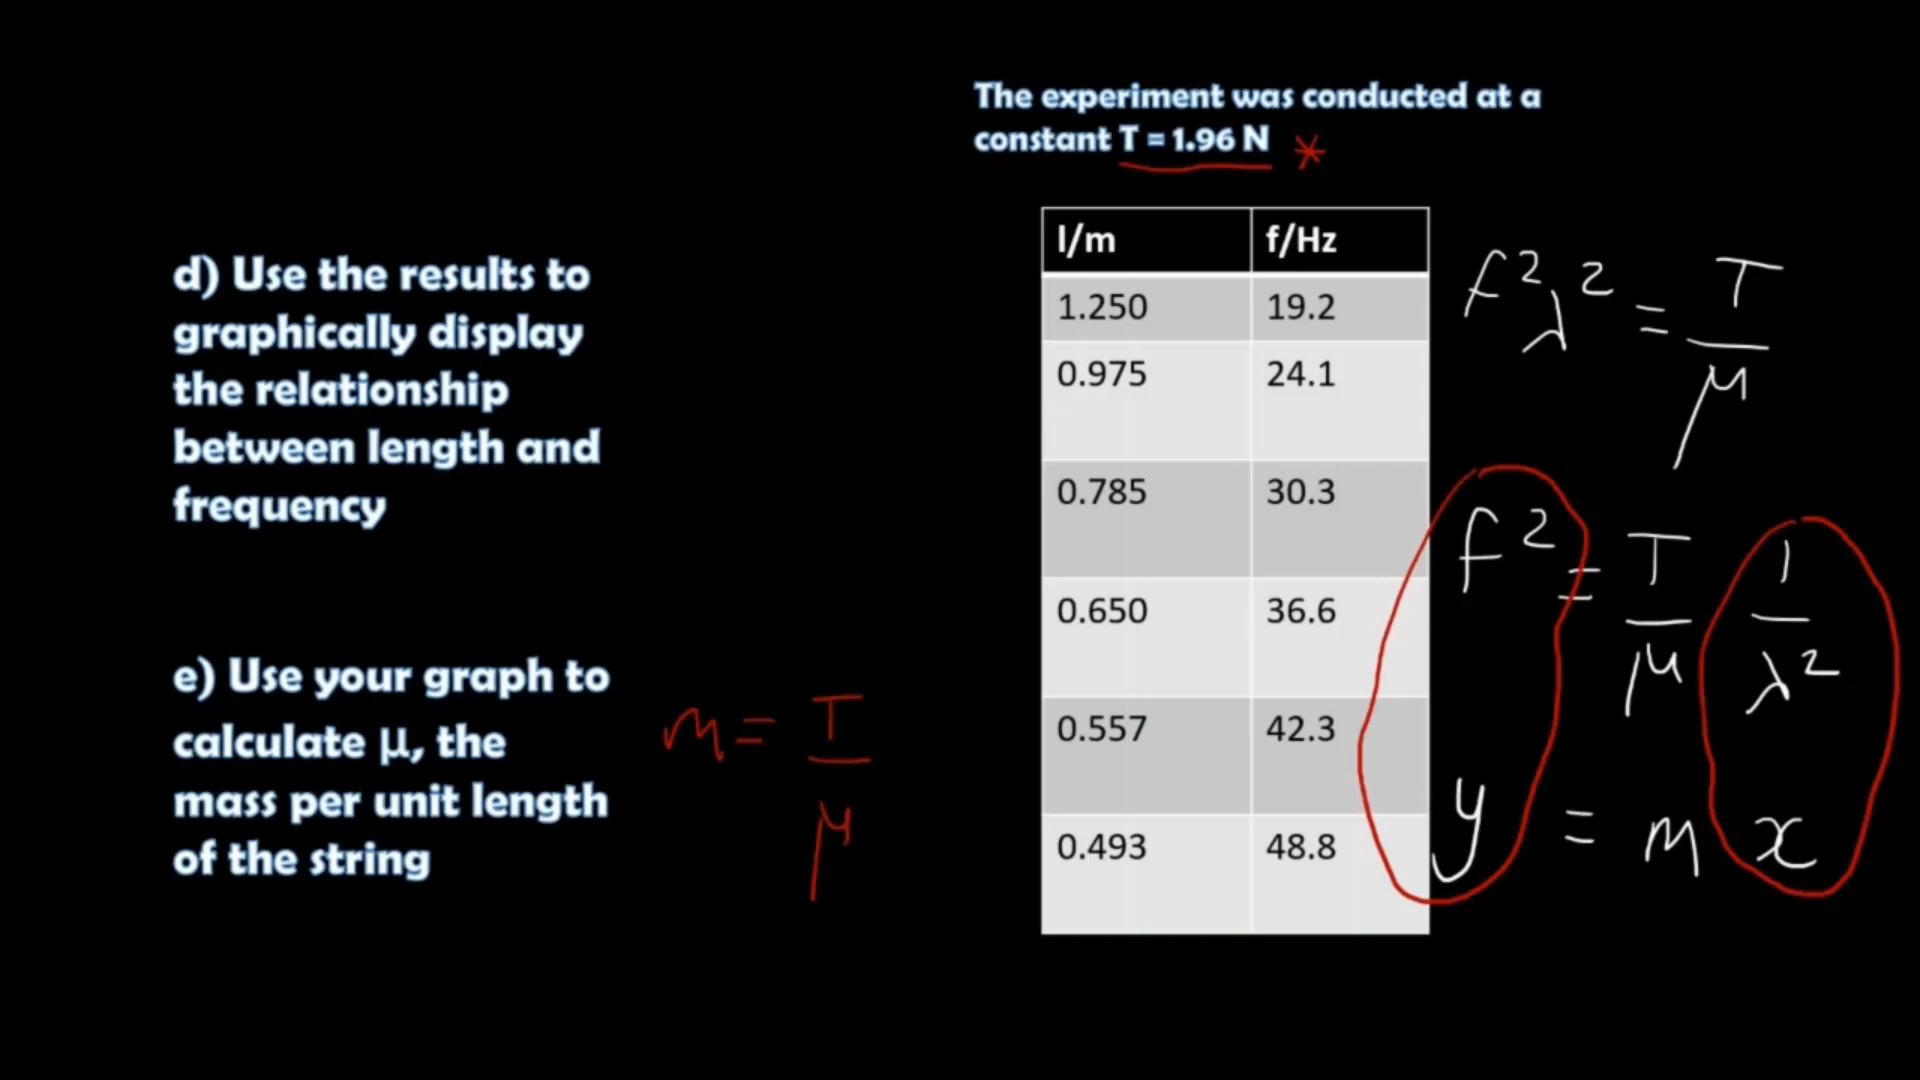 The experiment was conducted at a
constant T = 1.96 N *
d) Use the results to
graphically display
the relationship
between length and
frequency
e) Use your graph to
calculate μ, the
mass per unit length
of the string
m = T/μ
l/m f/Hz
1.250 19.2
0.975 24.1
0.785 30.3
0.650 36.6
0.557 42.3
0.493 48.8
f²λ² = T/μ
f² = T/μ 1/λ²
y = m x